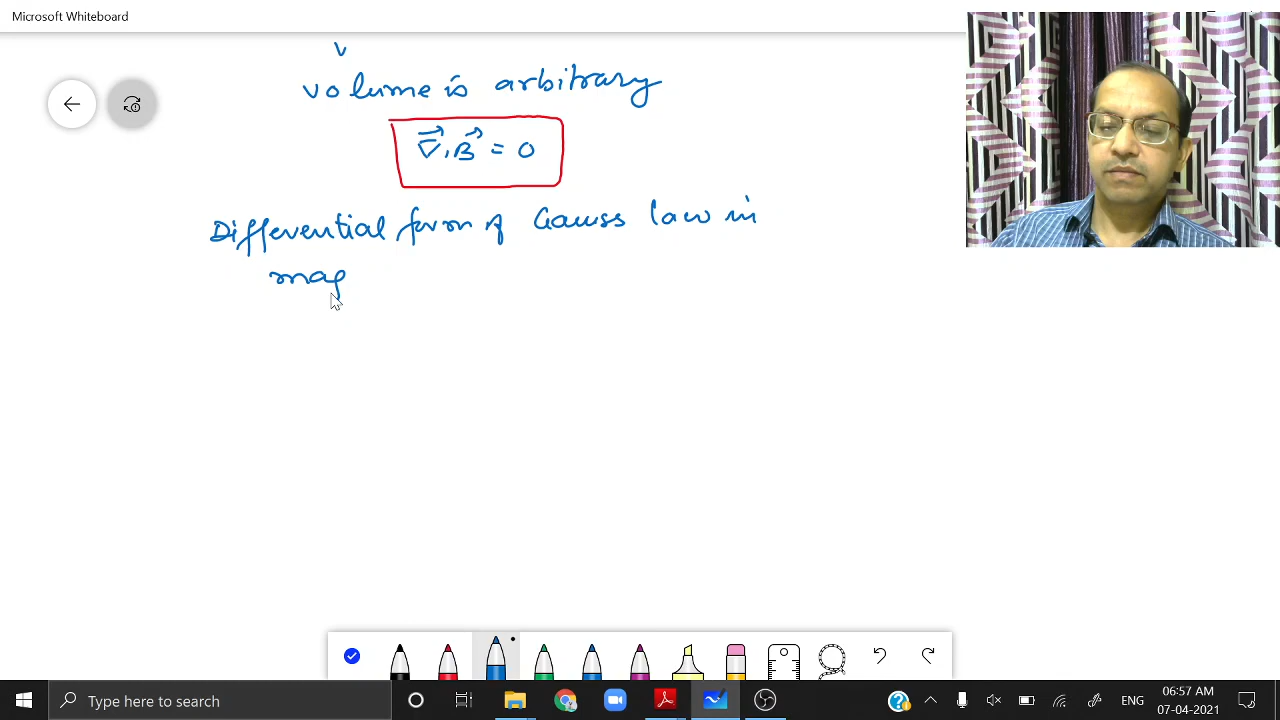 Microsoft Whiteboard
v
volume is arbitrary
∇⃗.B⃗ = 0
Differential form of Gauss law in
mag
Type here to search
ENG
06:57 AM
07-04-2021